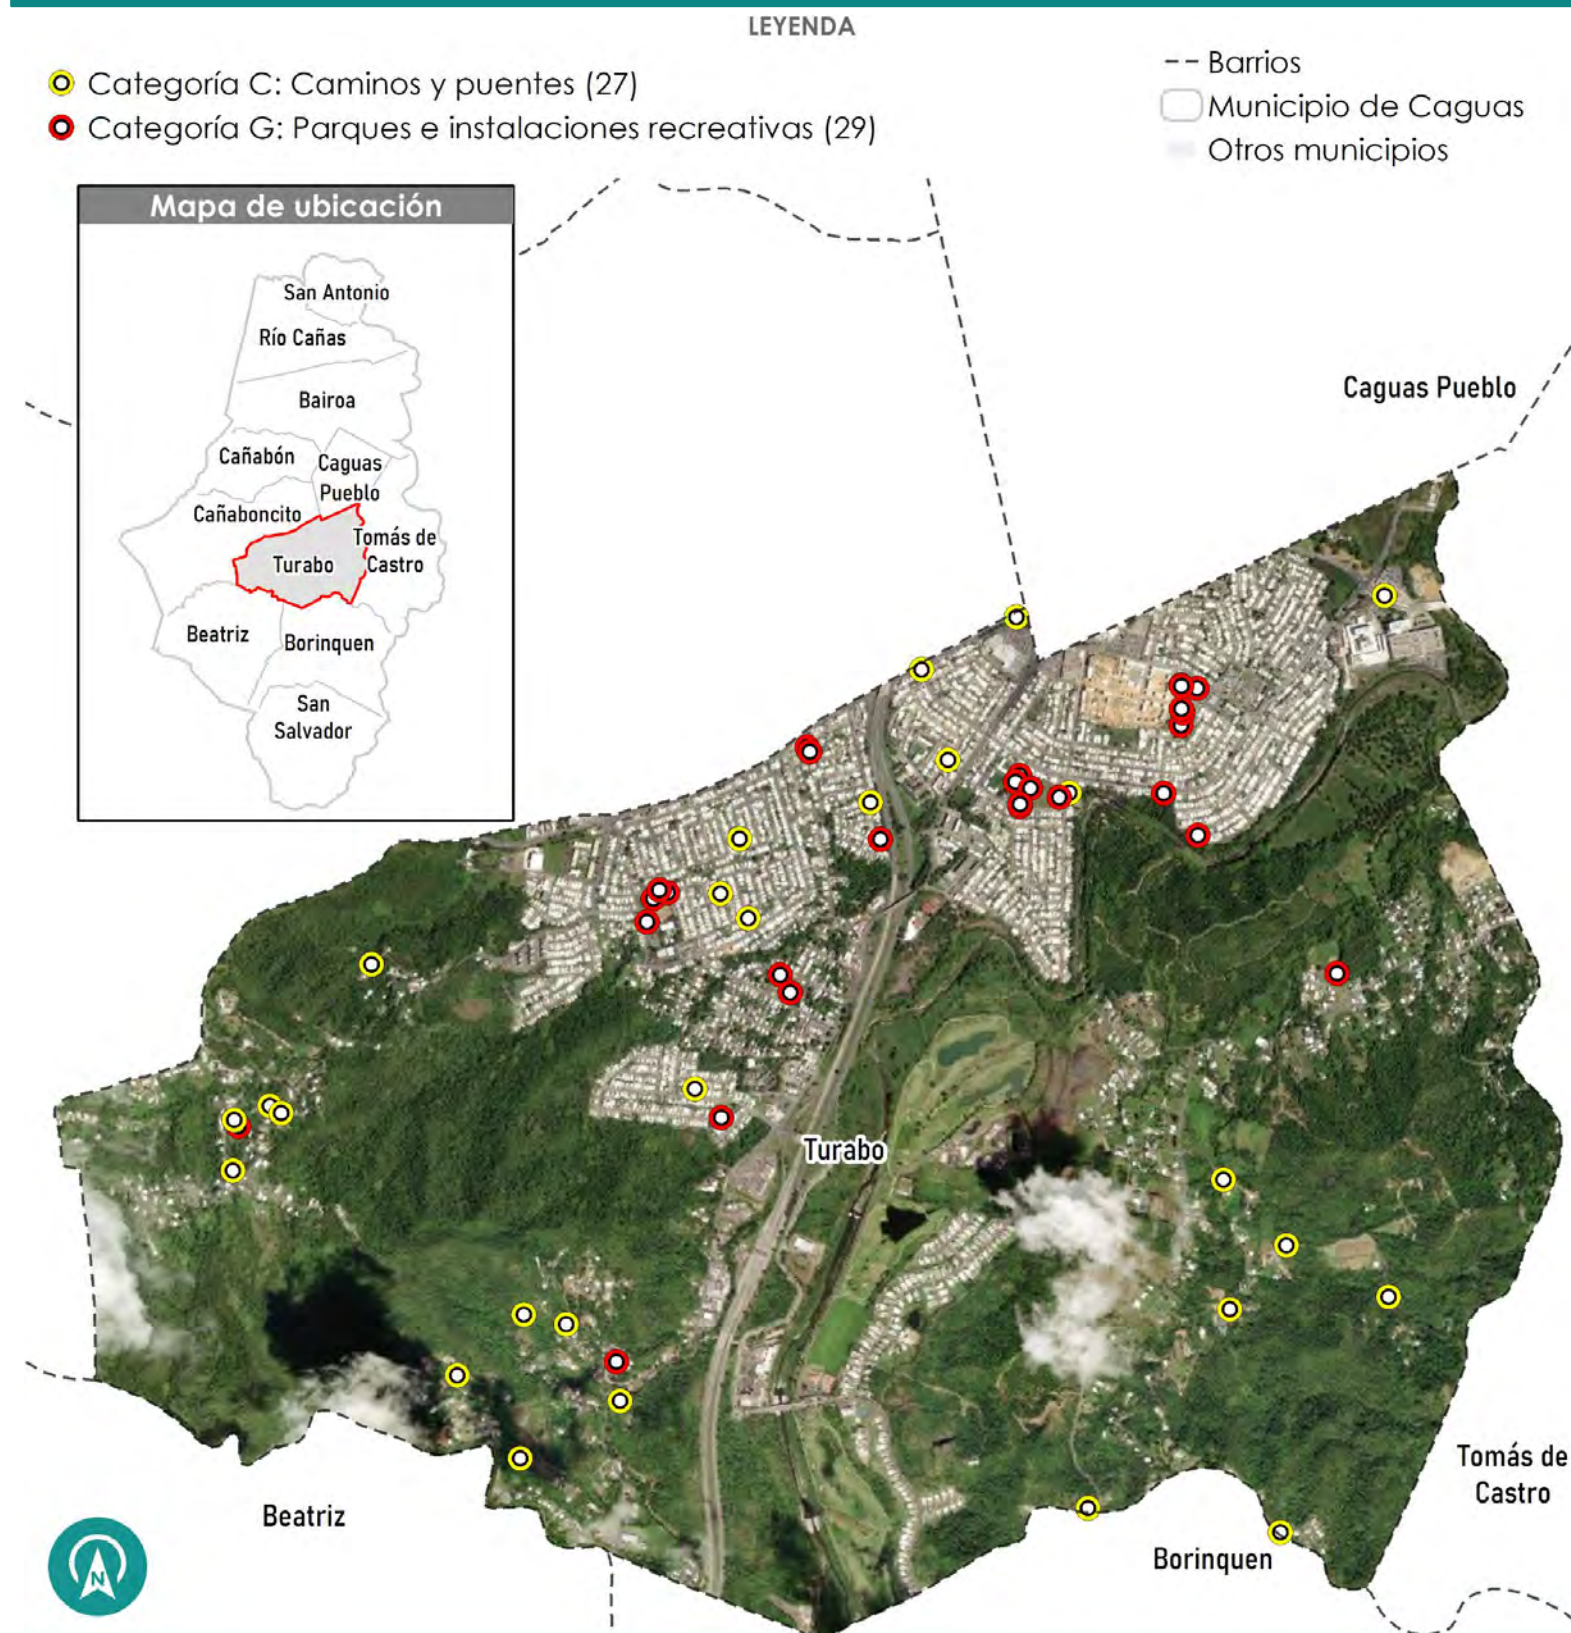 LEYENDA
Categoría C: Caminos y puentes (27)
Categoría G: Parques e instalaciones recreativas (29)
Barrios
Municipio de Caguas
Otros municipios
Mapa de ubicación
San Antonio
Río Cañas
Bairoa
Cañabón
Caguas
Pueblo
Cañaboncito
Tomás de
Castro
Turabo
Beatriz
Borinquen
San
Salvador
Caguas Pueblo
Turabo
Tomás de
Castro
Beatriz
Borinquen
N